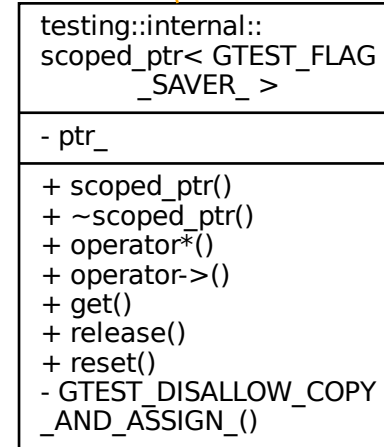 testing::internal::
scoped_ptr< GTEST_FLAG
_SAVER_ >
- ptr_
+ scoped_ptr()
+ ~scoped_ptr()
+ operator*()
+ operator->()
+ get()
+ release()
+ reset()
- GTEST_DISALLOW_COPY
_AND_ASSIGN_()